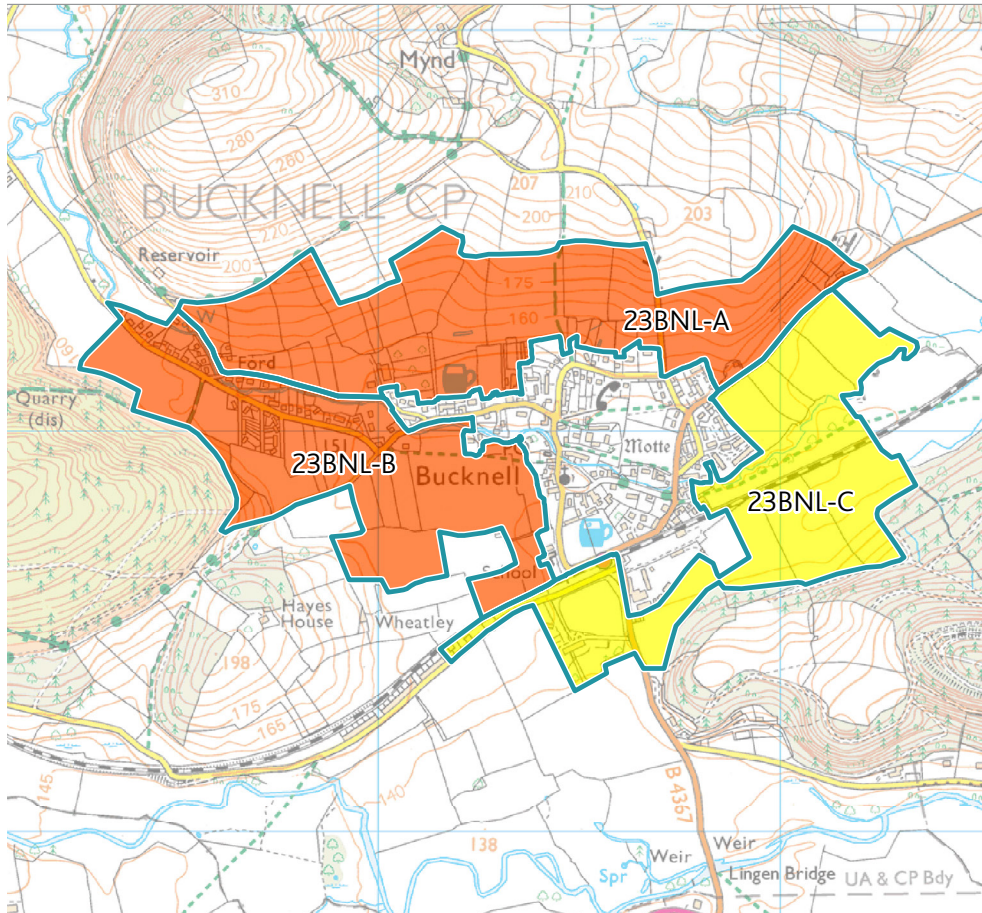 Mynd
310
280
260
BUCKNELL CP
207
210
200
203
220
Reservoir
200
175
W
160
23BNL-A
160
Ford
Quarry
(dis)
151
Motte
23BNL-B
Bucknell
23BNL-C
School
Hayes
House
Wheatley
198
175
165
145
140
B 4367
138
Weir
Weir
Spr
Lingen Bridge
UA & CP Bdy